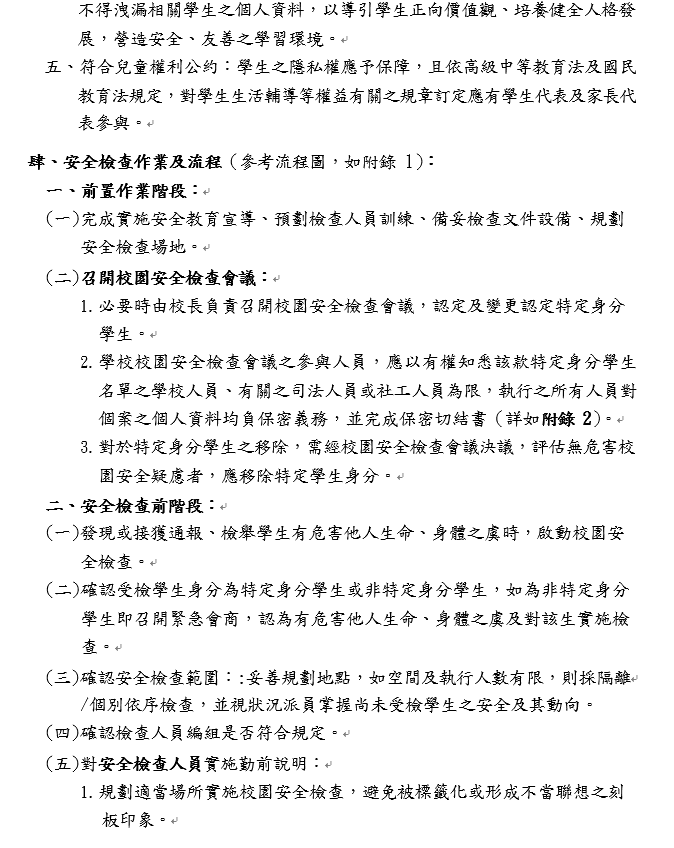 不得洩漏相關學生之個人資料，以導引學生正向價值觀、培養健全人格發
展，營造安全、友善之學習環境。
五、符合兒童權利公約：學生之隱私權應予保障，且依高級中等教育法及國民
教育法規定，對學生生活輔導等權益有關之規章訂定應有學生代表及家長代
表參與。
肆、安全檢查作業及流程（參考流程圖，如附錄 1）：
一、前置作業階段：
(一)完成實施安全教育宣導、預劃檢查人員訓練、備妥檢查文件設備、規劃
安全檢查場地。
(二)召開校園安全檢查會議：
1. 必要時由校長負責召開校園安全檢查會議，認定及變更認定特定身分
學生。
2. 學校校園安全檢查會議之參與人員，應以有權知悉該款特定身分學生
名單之學校人員、有關之司法人員或社工人員為限，執行之所有人員對
個案之個人資料均負保密義務，並完成保密切結書（詳如附錄 2）。
3. 對於特定身分學生之移除，需經校園安全檢查會議決議，評估無危害校
園安全疑慮者，應移除特定學生身分。
二、安全檢查前階段：
(一)發現或接獲通報、檢舉學生有危害他人生命、身體之虞時，啟動校園安
全檢查。
(二)確認受檢學生身分為特定身分學生或非特定身分學生，如為非特定身分
學生即召開緊急會商，認為有危害他人生命、身體之虞及對該生實施檢
查。
(三)確認安全檢查範圍：:妥善規劃地點，如空間及執行人數有限，則採隔離
/個別依序檢查，並視狀況派員掌握尚未受檢學生之安全及其動向。
(四)確認檢查人員編組是否符合規定。
(五)對安全檢查人員實施勤前說明：
1. 規劃適當場所實施校園安全檢查，避免被標籤化或形成不當聯想之刻
板印象。